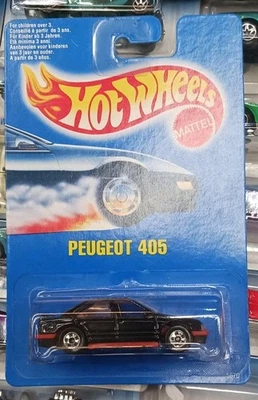 For children over 3.
Conseillé à partir de 3 ans.
Für Kinder ab 3 Jahren.
Età minima 3 anni.
Aanbevolen voor kinderen
van 3 jaar en ouder.
A partir de 3 años.
Hot Wheels
MATTEL
PEUGEOT 405